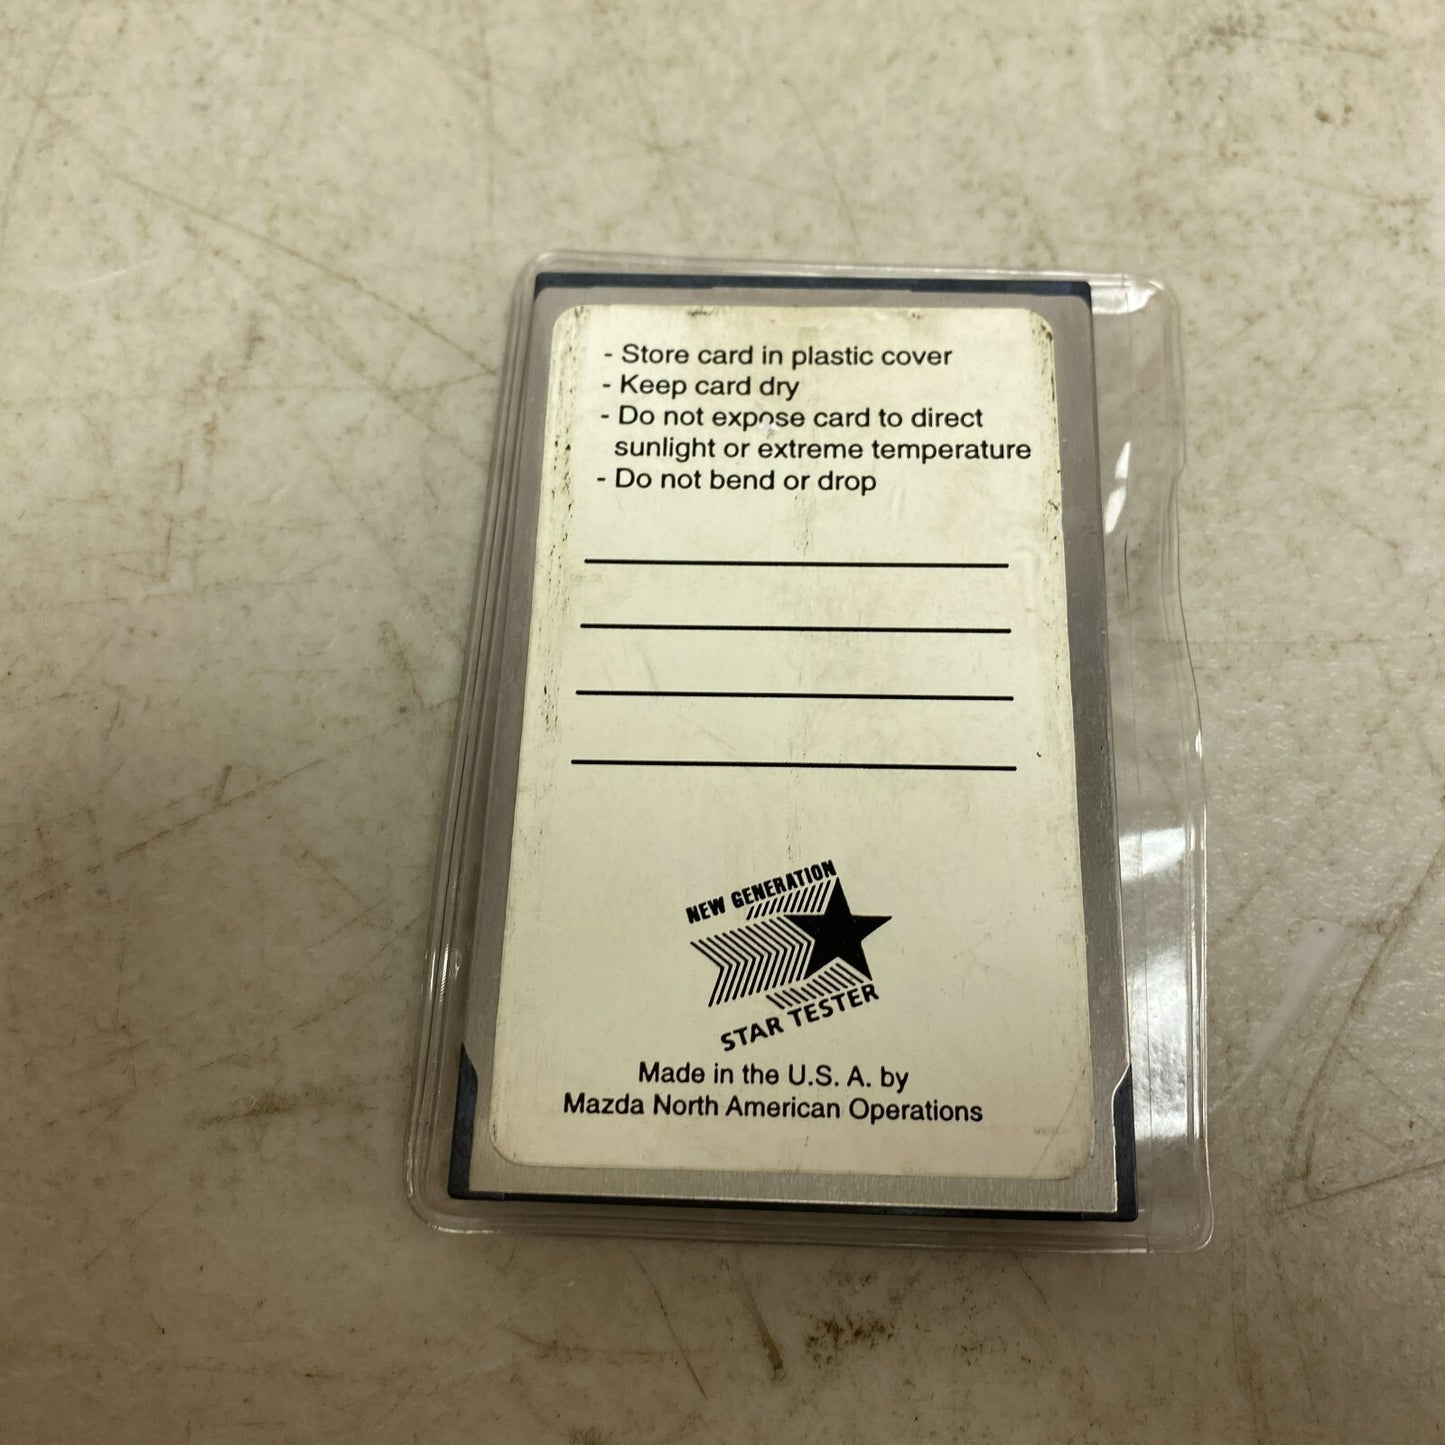 - Store card in plastic cover
- Keep card dry
- Do not expose card to direct
sunlight or extreme temperature
- Do not bend or drop
NEW GENERATION
STAR TESTER
Made in the U.S. A. by
Mazda North American Operations